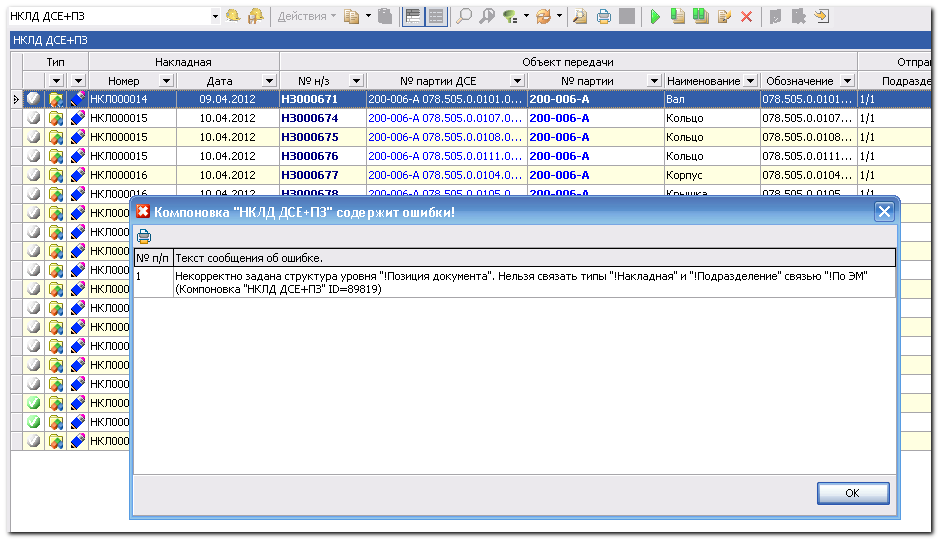 НКЛД ДСЕ+ПЗ
Действия
НКЛД ДСЕ+ПЗ
Тип Накладная Объект передачи Отправ
Номер Дата № н/з № партии ДСЕ № партии Наименование Обозначение Подразде
НКЛ000014 09.04.2012 НЗ000671 200-006-А 078.505.0.0101.0... 200-006-А Вал 078.505.0.0101... 1/1
НКЛ000015 10.04.2012 НЗ000674 200-006-А 078.505.0.0107.0... 200-006-А Кольцо 078.505.0.0107... 1/1
НКЛ000015 10.04.2012 НЗ000675 200-006-А 078.505.0.0108.0... 200-006-А Кольцо 078.505.0.0108... 1/1
НКЛ000015 10.04.2012 НЗ000676 200-006-А 078.505.0.0111.0... 200-006-А Кольцо 078.505.0.0111... 1/1
НКЛ000016 10.04.2012 НЗ000677 200-006-А 078.505.0.0104.0... 200-006-А Корпус 078.505.0.0104... 1/1
НКЛ000016 10.04.2012 НЗ000678 200-006-А 078.505.0.0105.0... 200-006-А Крышка 078.505.0.0105... 1/1
НКЛ00
Компоновка "НКЛД ДСЕ+ПЗ" содержит ошибки!
НКЛ000
НКЛ000
№ п/п Текст сообщения об ошибке.
НКЛ000
1 Некорректно задана структура уровня "!Позиция документа". Нельзя связать типы "!Накладная" и "!Подразделение" связью "!По ЭМ"
(Компоновка "НКЛД ДСЕ+ПЗ" ID=89819)
НКЛ000
НКЛ000
НКЛ000
НКЛ000
НКЛ000
НКЛ000
НКЛ000
НКЛ000
НКЛ000
OK